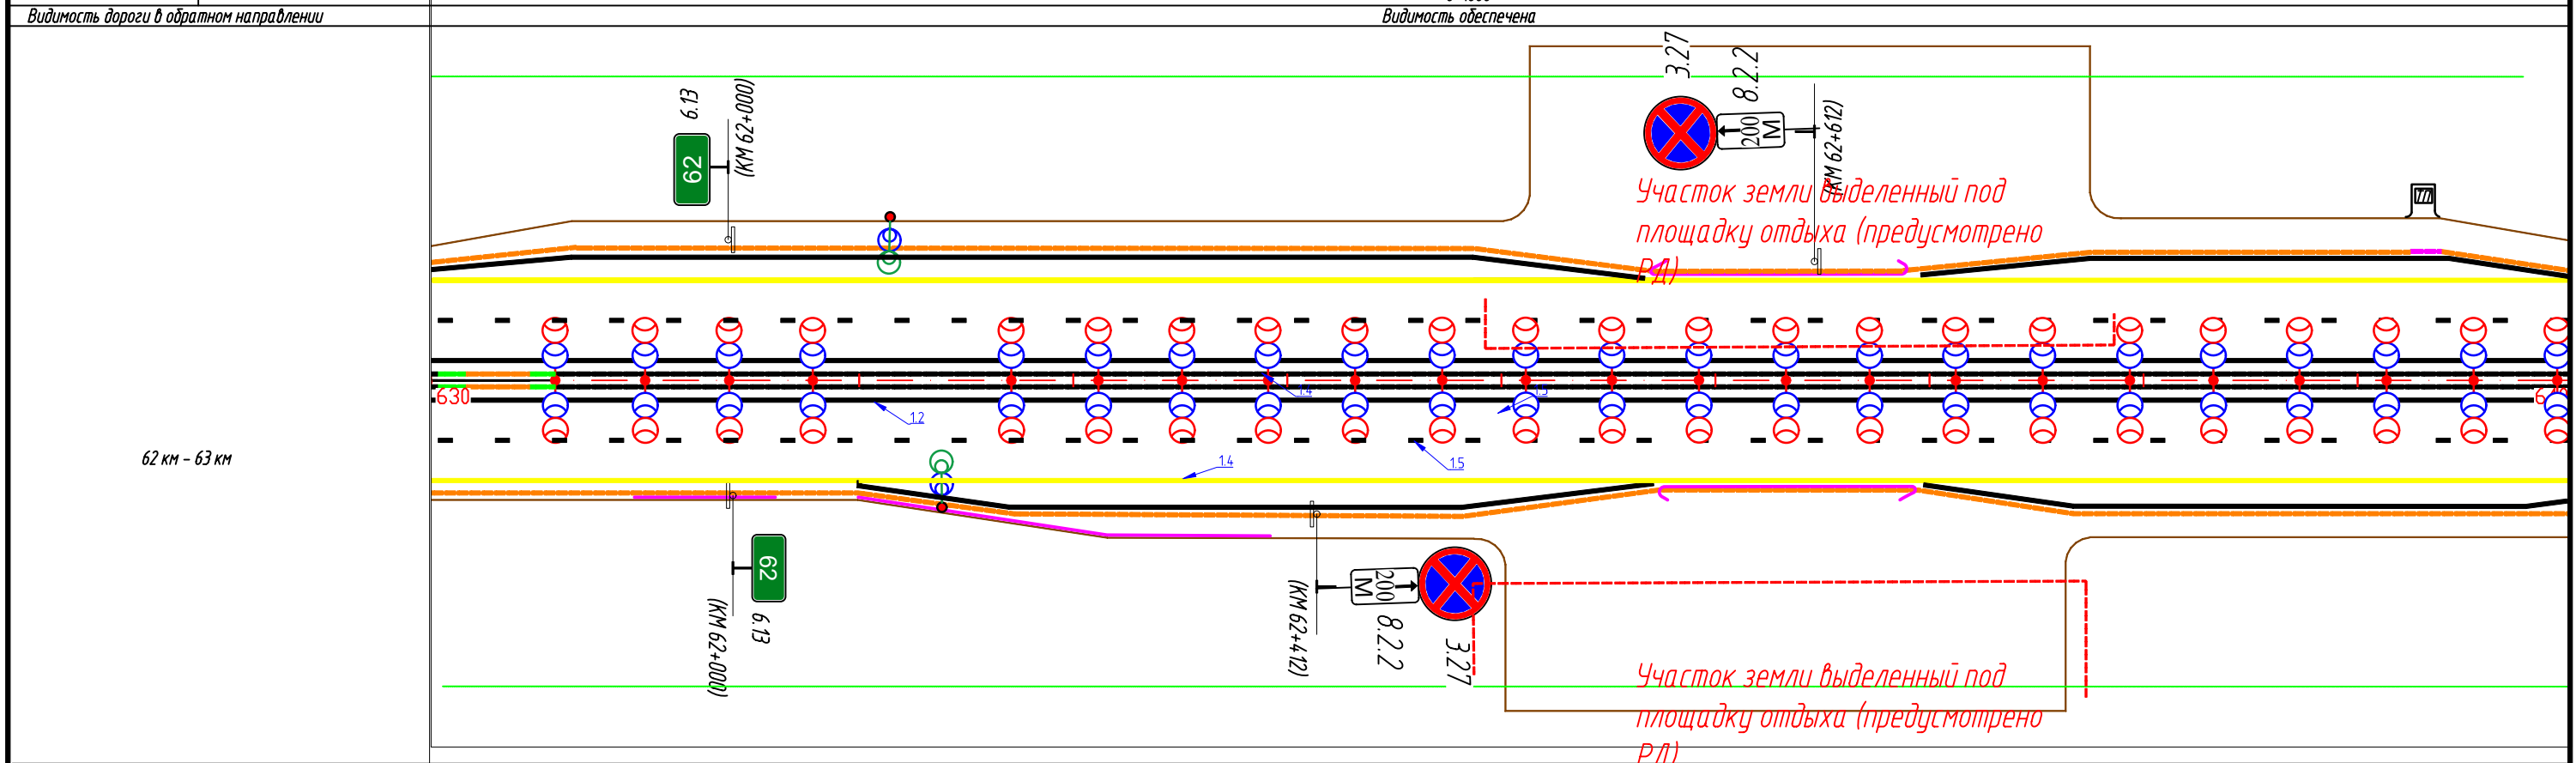 Видимость дороги в обратном направлении
Видимость обеспечена
62 км – 63 км
6.13
62
(КМ 62+000)
3.27
8.2.2
200
М
(КМ 62+612)
Участок земли выделенный под
площадку отдыха (предусмотрено
РД)
ТП
630
1.2
1.4
1.5
1.4
1.5
62
6.13
(КМ 62+000)
(КМ 62+412)
200
М
8.2.2
3.27
Участок земли выделенный под
площадку отдыха (предусмотрено
РД)